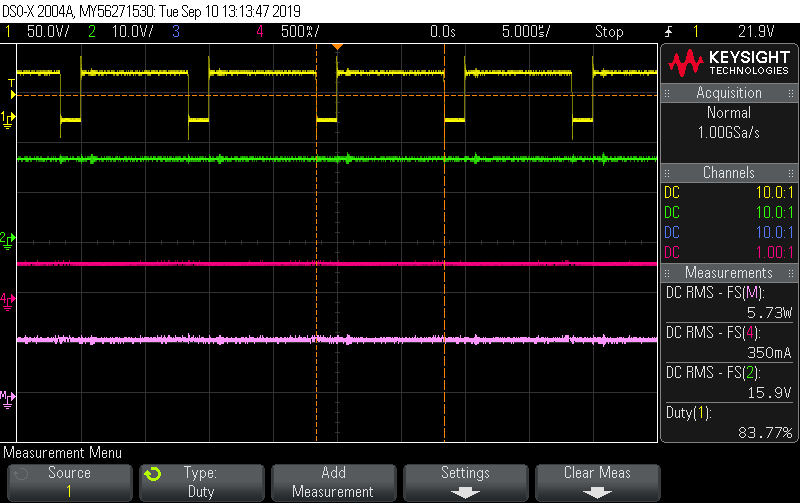 DSO-X 2004A, MY56271530: Tue Sep 10 13:13:47 2019
1 50.0V/ 2 10.0V/ 3 4 500mA/ 0.0s 5.000us/ Stop 1 21.9V
KEYSIGHT
TECHNOLOGIES
Acquisition
Normal
1.00GSa/s
Channels
DC 10.0:1
DC 10.0:1
DC 10.0:1
DC 1.00:1
Measurements
DC RMS - FS(M):
5.73W
DC RMS - FS(4):
350mA
DC RMS - FS(2):
15.9V
Duty(1):
83.77%
T
1
2
4
M
Measurement Menu
Source
1
Type:
Duty
Add
Measurement
Settings
Clear Meas